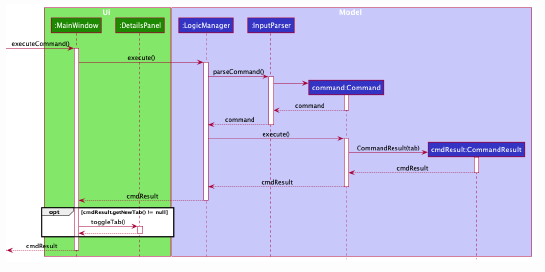 UI
Model
:MainWindow
:DetailsPanel
:LogicManager
:InputParser
executeCommand()
execute()
parseCommand()
command:Command
command
command
execute()
CommandResult(tab)
cmdResult:CommandResult
cmdResult
cmdResult
cmdResult
opt
[cmdResult.getNewTab() != null]
toggleTab()
cmdResult